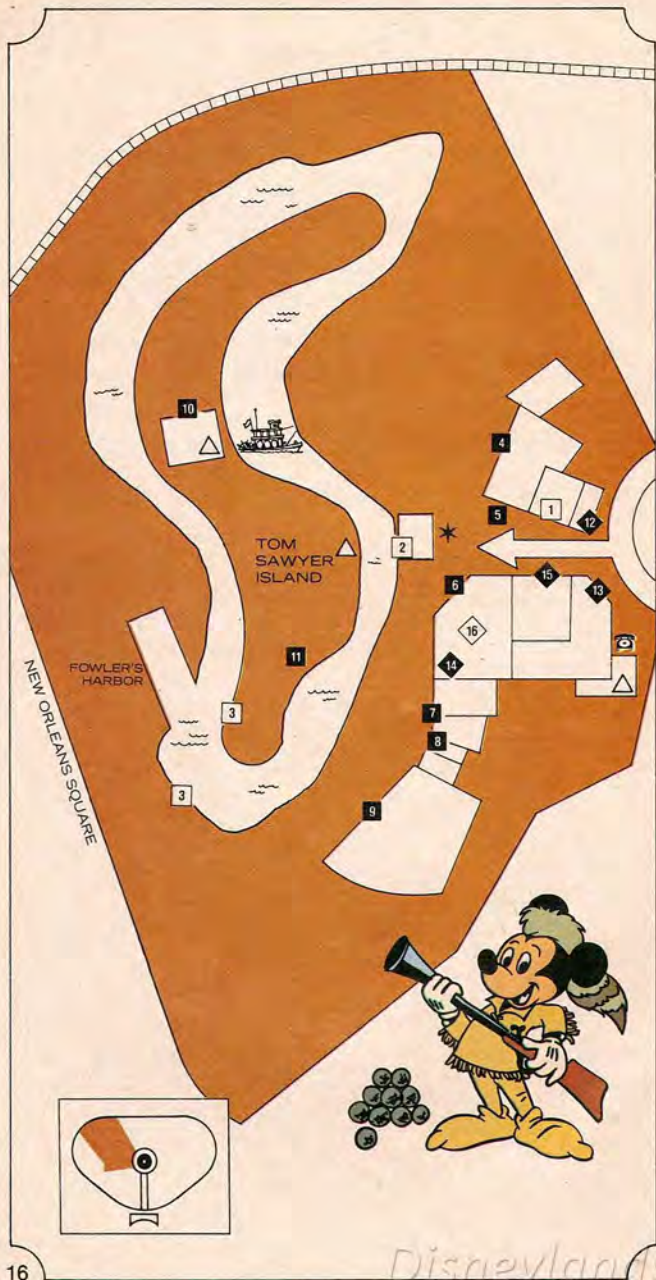 10
4
5
1
12
TOM
SAWYER
ISLAND
2
6
15
13
16
14
11
FOWLER'S
HARBOR
3
7
8
3
9
NEW ORLEANS SQUARE
16
Disneyland